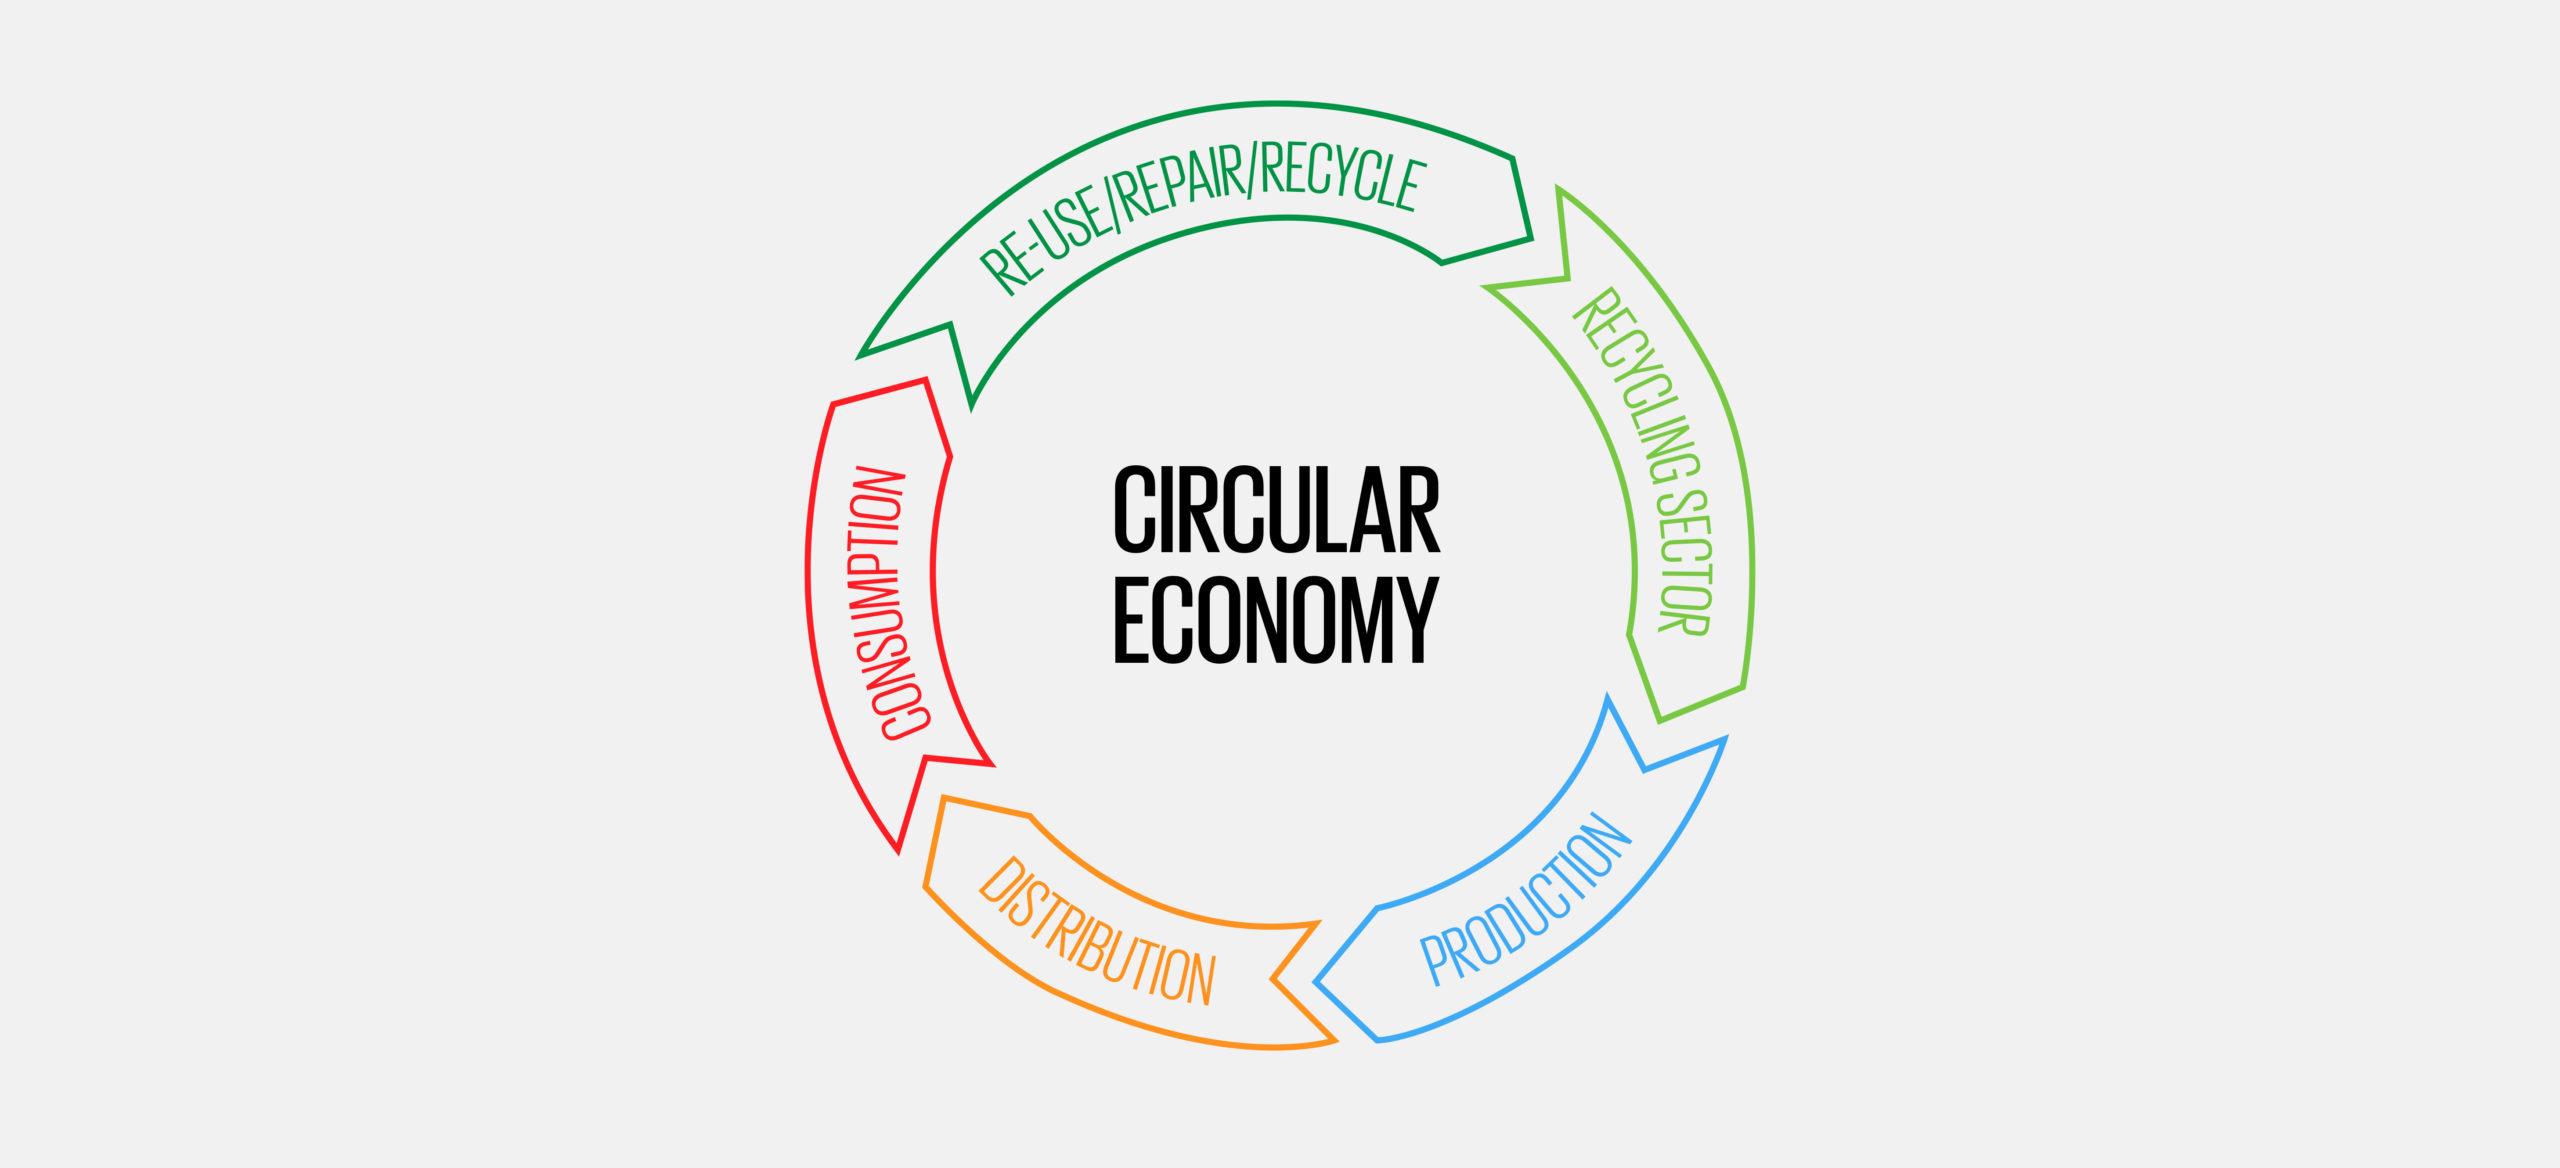 RE-USE/REPAIR/RECYCLE
RECYCLING SECTOR
CONSUMPTION
CIRCULAR
ECONOMY
PRODUCTION
DISTRIBUTION